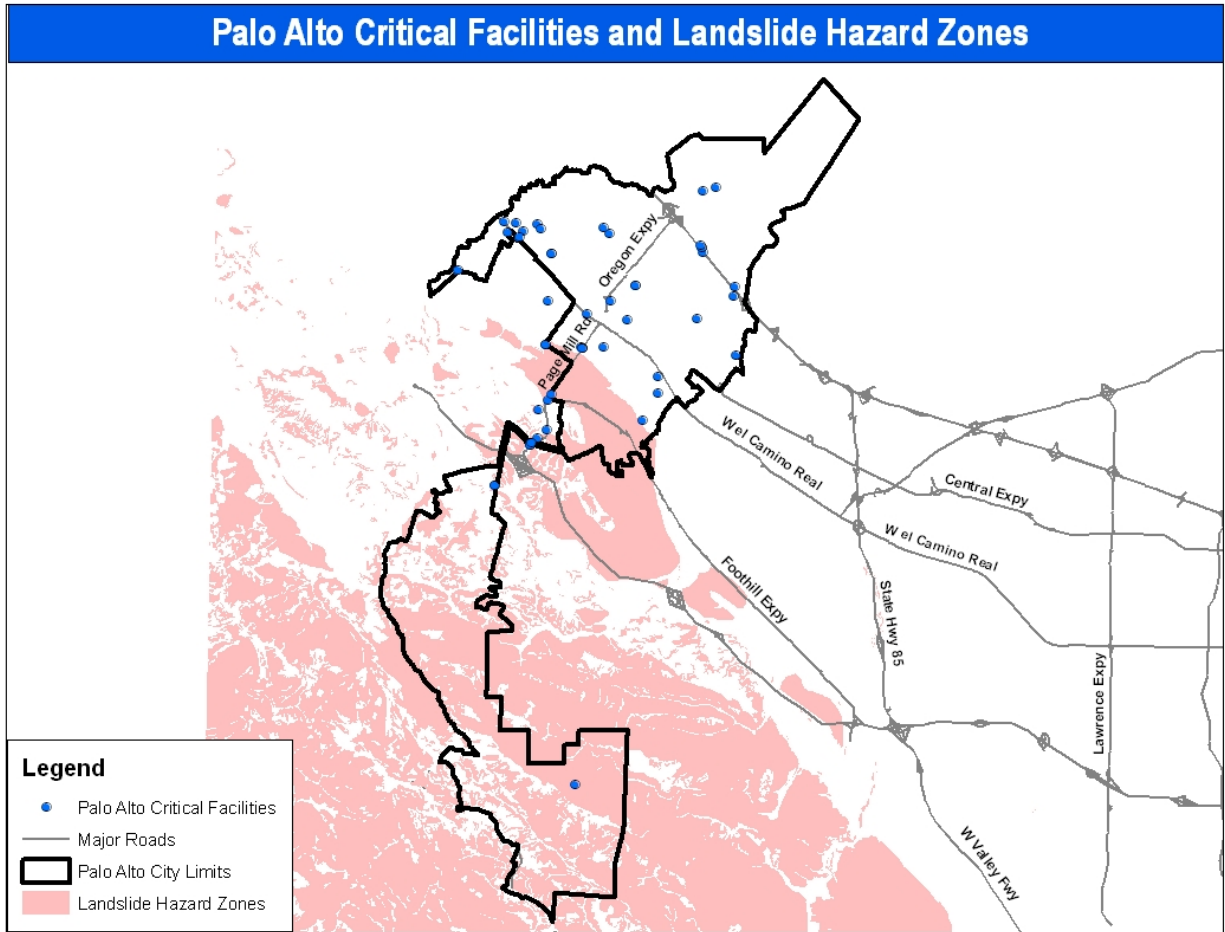 Palo Alto Critical Facilities and Landslide Hazard Zones
Oregon Expy
Page Mill Rd
W el Camino Real
Central Expy
W el Camino Real
Foothill Expy
State Hwy 85
Lawrence Expy
W Valley Fwy
Legend
Palo Alto Critical Facilities
Major Roads
Palo Alto City Limits
Landslide Hazard Zones